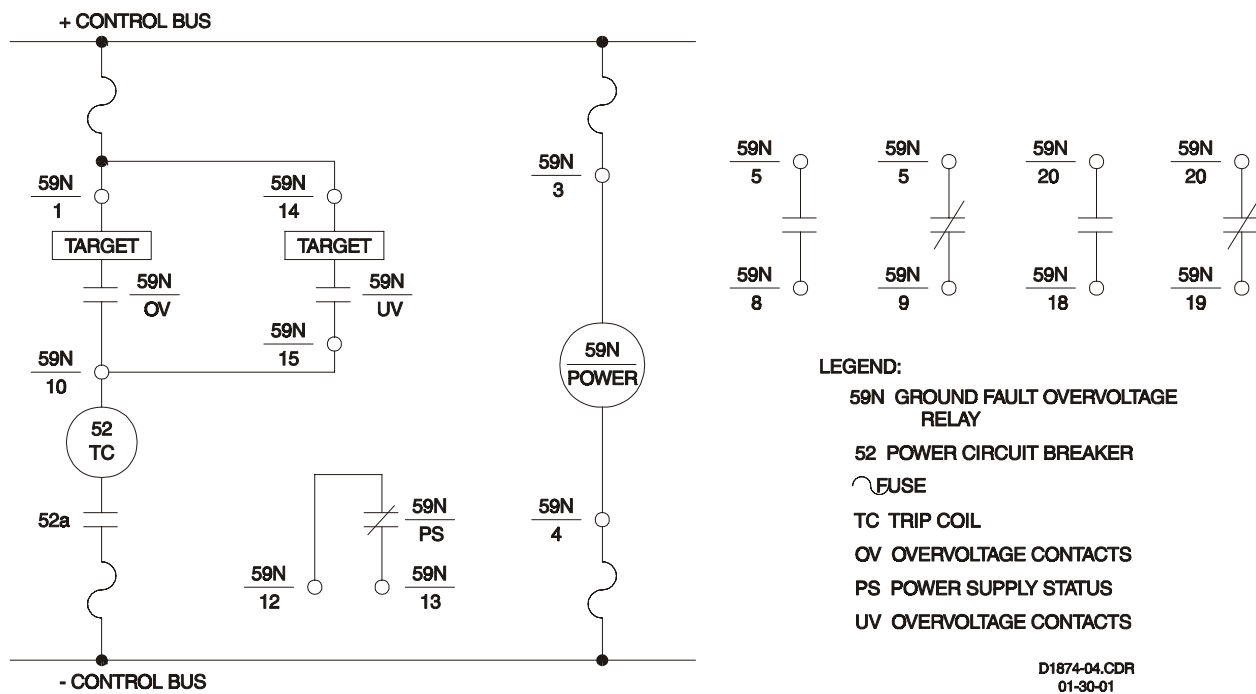 + CONTROL BUS
59N
1
TARGET
59N
OV
59N
10
52
TC
52a
59N
14
TARGET
59N
UV
59N
15
59N
PS
59N
12
59N
13
59N
3
59N
POWER
59N
4
- CONTROL BUS
59N
5
59N
8
59N
5
59N
9
59N
20
59N
18
59N
20
59N
19
LEGEND:
59N GROUND FAULT OVERVOLTAGE
RELAY
52 POWER CIRCUIT BREAKER
FUSE
TC TRIP COIL
OV OVERVOLTAGE CONTACTS
PS POWER SUPPLY STATUS
UV OVERVOLTAGE CONTACTS
D1874-04.CDR
01-30-01